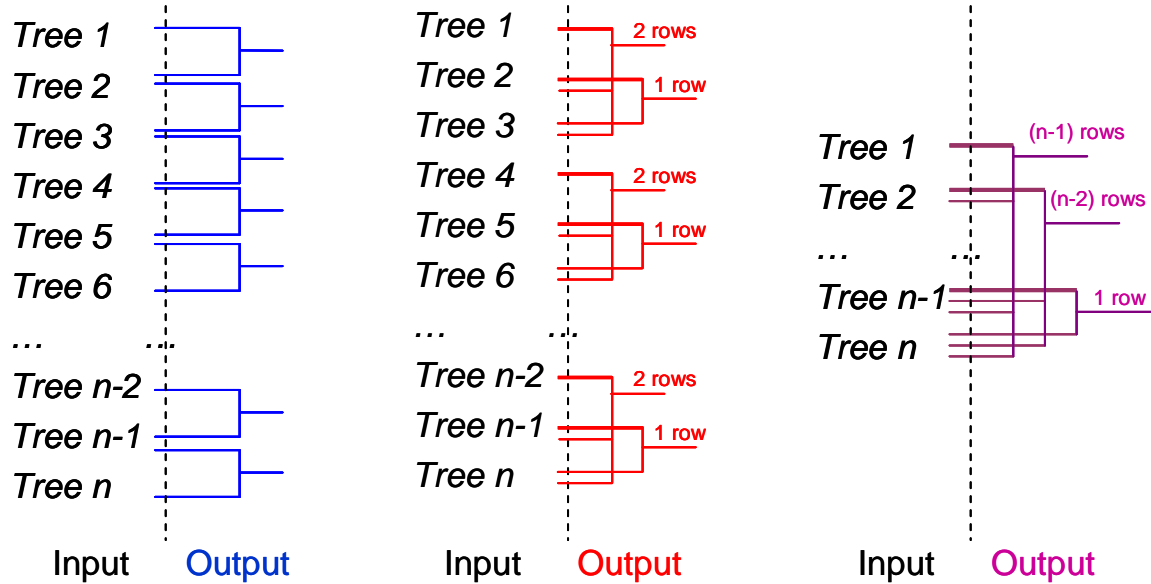 Tree 1
Tree 2
Tree 3
Tree 4
Tree 5
Tree 6
... ...
Tree n-2
Tree n-1
Tree n
Input Output
Tree 1
2 rows
Tree 2
1 row
Tree 3
Tree 4
2 rows
Tree 5
1 row
Tree 6
... ...
Tree n-2
2 rows
Tree n-1
1 row
Tree n
Input Output
(n-1) rows
Tree 1
Tree 2
(n-2) rows
... ...
Tree n-1
1 row
Tree n
Input Output